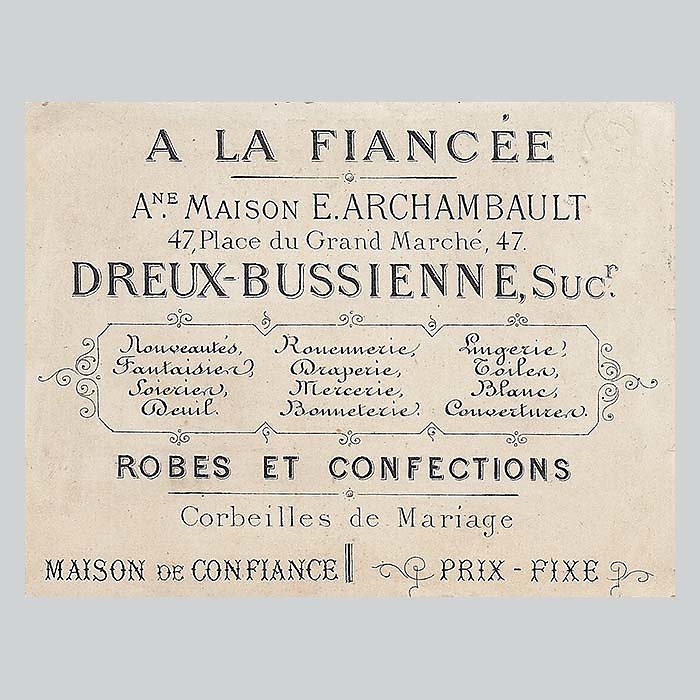 A LA FIANCÉE
ANE. MAISON E. ARCHAMBAULT
47, Place du Grand Marché, 47.
DREUX-BUSSIENNE, SUCr.
Nouveautés, Rouennerie, Lingerie,
Fantaisies, Draperie, Toiles,
Soieries, Mercerie, Blanc,
Deuil. Bonneterie. Couvertures.
ROBES ET CONFECTIONS
Corbeilles de Mariage
MAISON DE CONFIANCE PRIX-FIXE